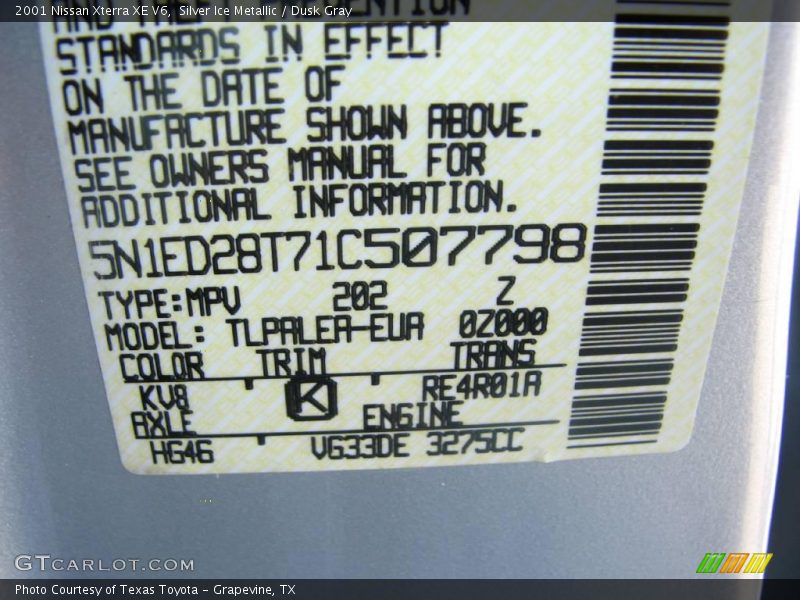 2001 Nissan Xterra XE V6, Silver Ice Metallic / Dusk Gray
STANDARDS IN EFFECT
ON THE DATE OF
MANUFACTURE SHOWN ABOVE.
SEE OWNERS MANUAL FOR
ADDITIONAL INFORMATION.
5N1ED28T71C507798
TYPE:MPV 202 Z
MODEL: TLPALEA-EUA 0Z000
COLOR TRIM TRANS
KV8 K RE4R01A
AXLE ENGINE
HG46 VG33DE 3275CC
GTCARLOT.COM
Photo Courtesy of Texas Toyota - Grapevine, TX